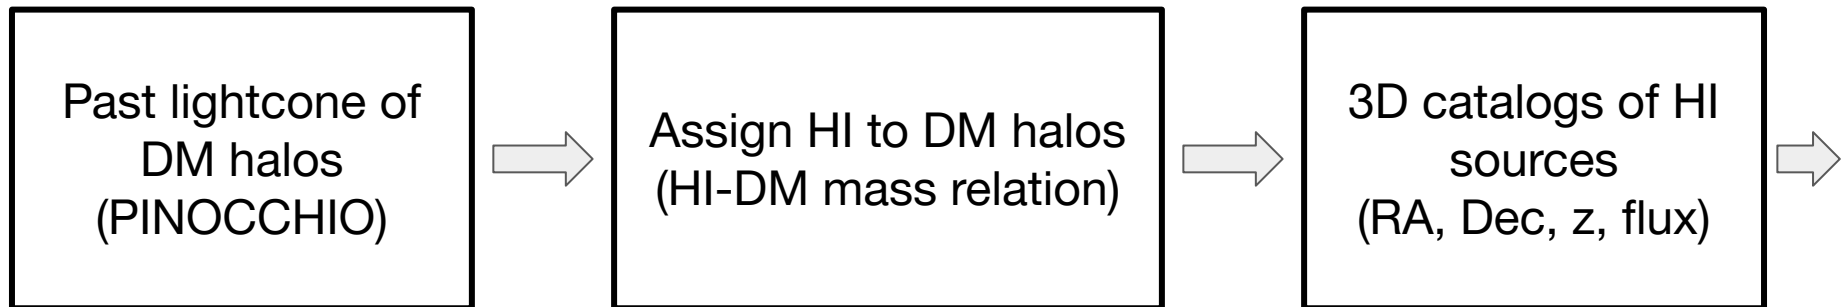 Past lightcone of
DM halos
(PINOCCHIO)
Assign HI to DM halos
(HI-DM mass relation)
3D catalogs of HI
sources
(RA, Dec, z, flux)